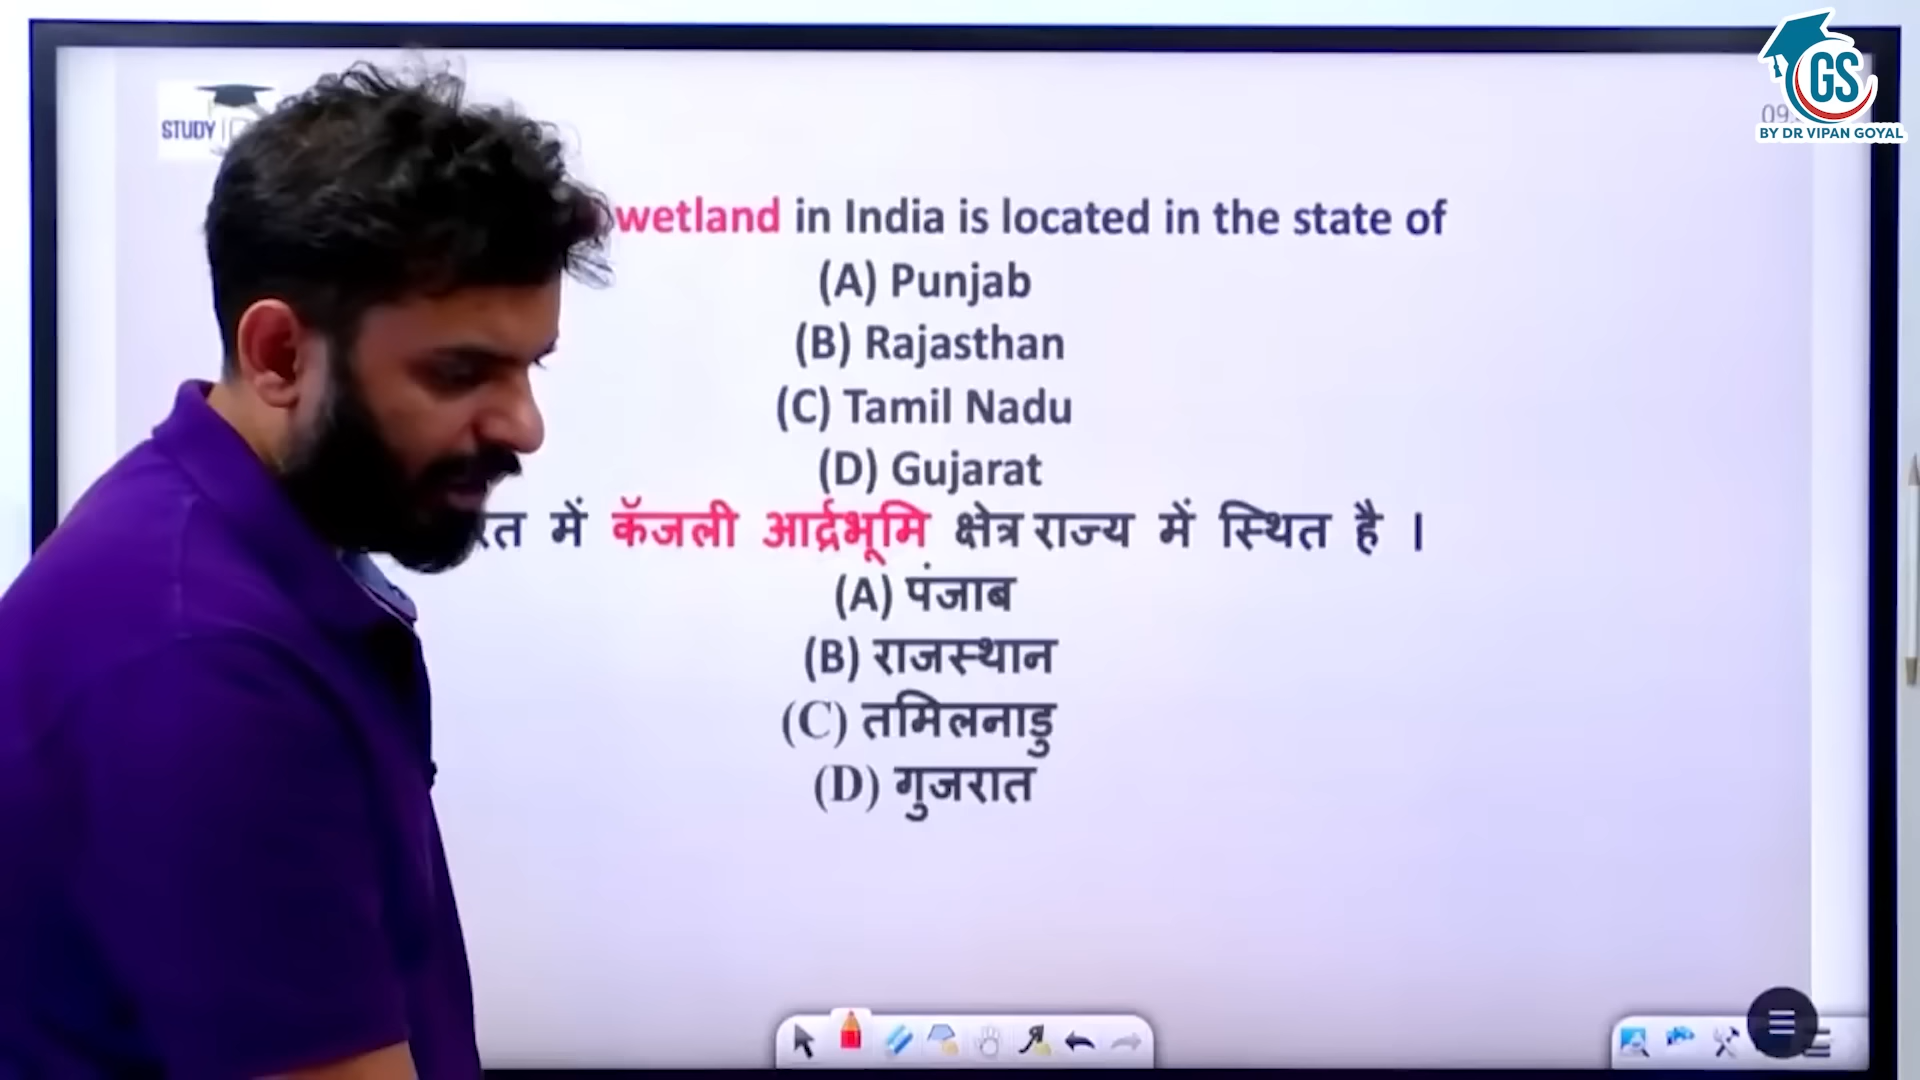 STUDY
09
GS
BY DR VIPAN GOYAL
wetland in India is located in the state of
(A) Punjab
(B) Rajasthan
(C) Tamil Nadu
(D) Gujarat
में कॅजली आर्द्रभूमि क्षेत्र राज्य में स्थित है ।
(A) पंजाब
(B) राजस्थान
(C) तमिलनाडु
(D) गुजरात